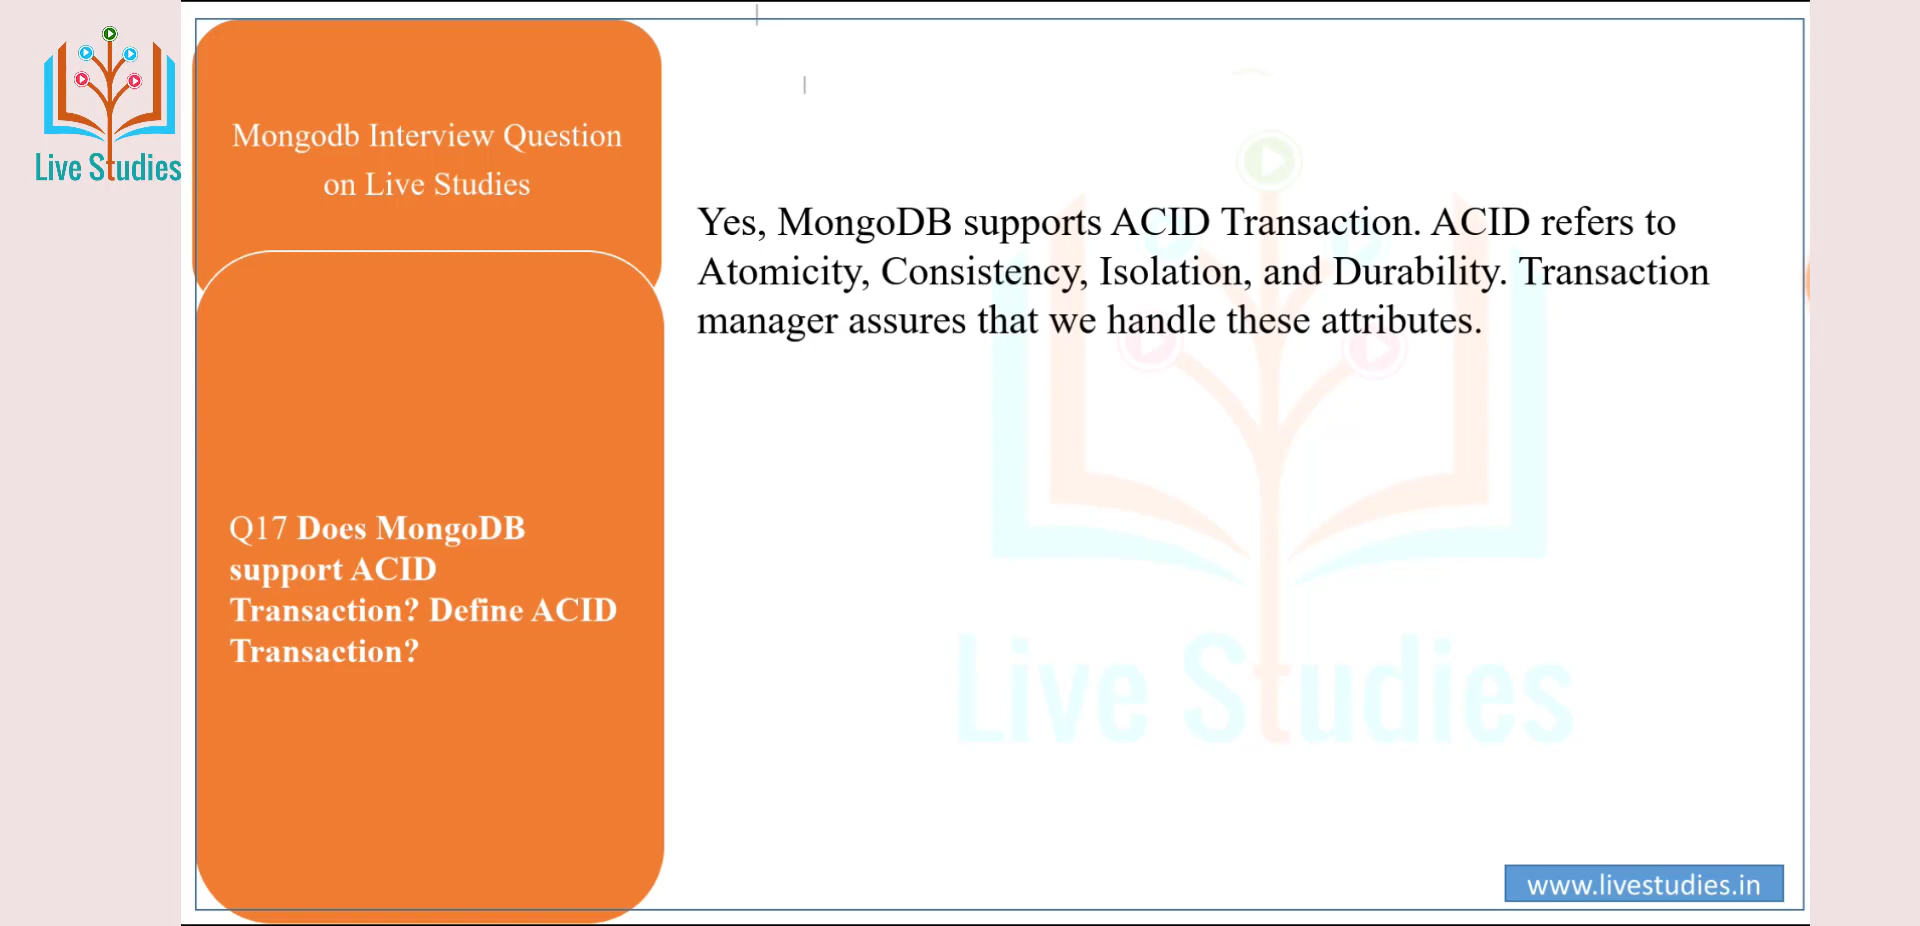 Live Studies
Mongodb Interview Question
on Live Studies
Q17 Does MongoDB
support ACID
Transaction? Define ACID
Transaction?
Yes, MongoDB supports ACID Transaction. ACID refers to
Atomicity, Consistency, Isolation, and Durability. Transaction
manager assures that we handle these attributes.
Live Studies
www.livestudies.in